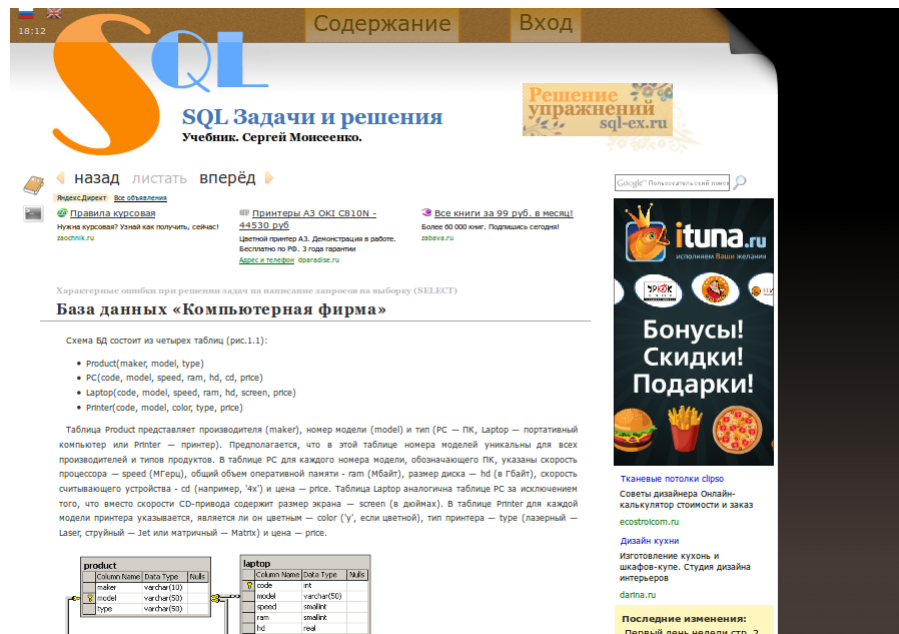 18:12
Содержание
Вход
SQL
SQL Задачи и решения
Учебник. Сергей Моисеенко.
Решение
упражнений
sql-ex.ru
назад листать вперёд
Google™ Пользовательский поиск
Яндекс.Директ Все объявления
Правила курсовая
Нужна курсовая? Узнай как получить, сейчас!
zaochnik.ru
Принтеры A3 OKI C810N -
44530 руб
Цветной принтер А3. Демонстрация в работе.
Бесплатно по РФ. 3 года гарантии
Адрес и телефон dparadise.ru
Все книги за 99 руб. в месяц!
Более 60 000 книг. Подпишись сегодня!
zabava.ru
Характерные ошибки при решении задач на написание запросов на выборку (SELECT)
База данных «Компьютерная фирма»
Схема БД состоит из четырех таблиц (рис.1.1):
• Product(maker, model, type)
• PC(code, model, speed, ram, hd, cd, price)
• Laptop(code, model, speed, ram, hd, screen, price)
• Printer(code, model, color, type, price)
Таблица Product представляет производителя (maker), номер модели (model) и тип (PC — ПК, Laptop — портативный
компьютер или Printer — принтер). Предполагается, что в этой таблице номера моделей уникальны для всех
производителей и типов продуктов. В таблице PC для каждого номера модели, обозначающего ПК, указаны скорость
процессора — speed (МГерц), общий объем оперативной памяти - ram (Мбайт), размер диска — hd (в Гбайт), скорость
считывающего устройства - cd (например, '4x') и цена — price. Таблица Laptop аналогична таблице PC за исключением
того, что вместо скорости CD-привода содержит размер экрана — screen (в дюймах). В таблице Printer для каждой
модели принтера указывается, является ли он цветным — color ('y', если цветной), тип принтера — type (лазерный —
Laser, струйный — Jet или матричный — Matrix) и цена — price.
product
Column Name Data Type Nulls
maker varchar(10)
model varchar(50)
type varchar(50)
laptop
Column Name Data Type Nulls
code int
model varchar(50)
speed smallint
ram smallint
hd real
ituna.ru
исполняем Ваши желания
УРЮК
Бонусы!
Скидки!
Подарки!
Тканевые потолки clipso
Советы дизайнера Онлайн-
калькулятор стоимости и заказ
ecostroicom.ru
Дизайн кухни
Изготовление кухонь и
шкафов-купе. Студия дизайна
интерьеров
darina.ru
Последние изменения:
Первый день недели стр. 2